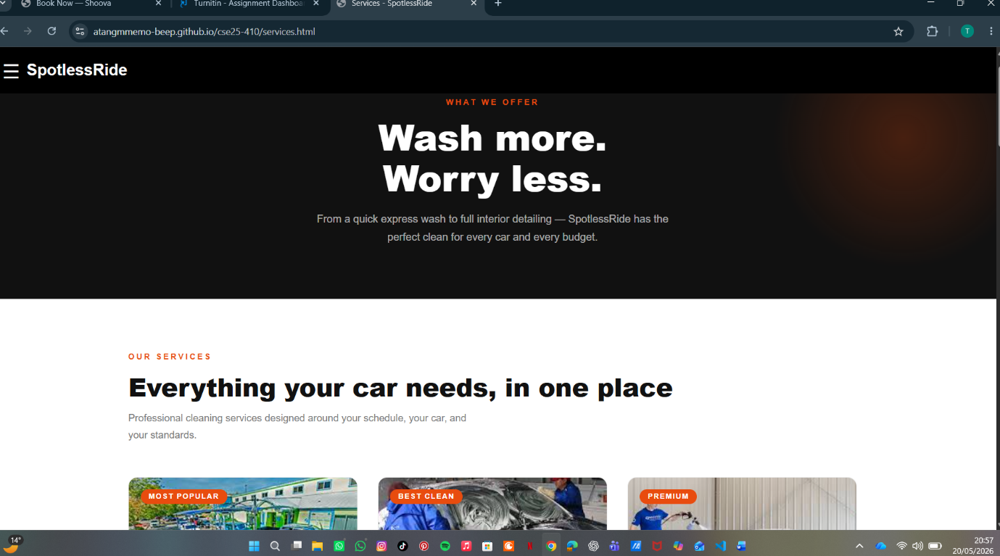 Book Now — Shoova
Turnitin - Assignment Dashboa
Services - SpotlessRide
atangmmemo-beep.github.io/cse25-410/services.html
T
SpotlessRide
WHAT WE OFFER
Wash more.
Worry less.
From a quick express wash to full interior detailing — SpotlessRide has the
perfect clean for every car and every budget.
OUR SERVICES
Everything your car needs, in one place
Professional cleaning services designed around your schedule, your car, and
your standards.
MOST POPULAR
BEST CLEAN
PREMIUM
14°
20:57
20/05/2026